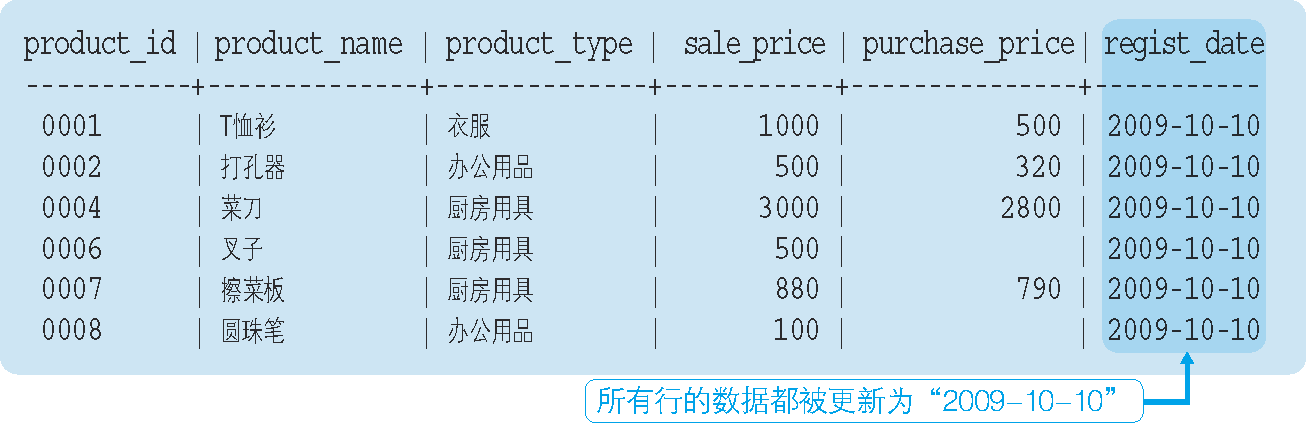 product_id | product_name | product_type | sale_price | purchase_price | regist_date
-----------+--------------+--------------+------------+----------------+-----------
0001 | T恤衫 | 衣服 | 1000 | 500 | 2009-10-10
0002 | 打孔器 | 办公用品 | 500 | 320 | 2009-10-10
0004 | 菜刀 | 厨房用具 | 3000 | 2800 | 2009-10-10
0006 | 叉子 | 厨房用具 | 500 | | 2009-10-10
0007 | 擦菜板 | 厨房用具 | 880 | 790 | 2009-10-10
0008 | 圆珠笔 | 办公用品 | 100 | | 2009-10-10
所有行的数据都被更新为“2009-10-10”